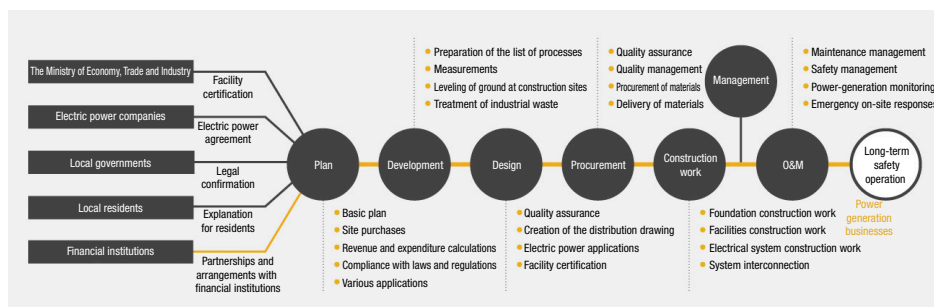 The Ministry of Economy, Trade and Industry
Facility
certification
Electric power companies
Electric power
agreement
Local governments
Legal
confirmation
Local residents
Explanation
for residents
Financial institutions
Partnerships and
arrangements with
financial institutions
Plan
Basic plan
Site purchases
Revenue and expenditure calculations
Compliance with laws and regulations
Various applications
Development
Preparation of the list of processes
Measurements
Leveling of ground at construction sites
Treatment of industrial waste
Design
Quality assurance
Creation of the distribution drawing
Electric power applications
Facility certification
Procurement
Quality assurance
Quality management
Procurement of materials
Delivery of materials
Construction
work
Foundation construction work
Facilities construction work
Electrical system construction work
System interconnection
Management
O&M
Maintenance management
Safety management
Power-generation monitoring
Emergency on-site responses
Long-term
safety
operation
Power
generation
businesses